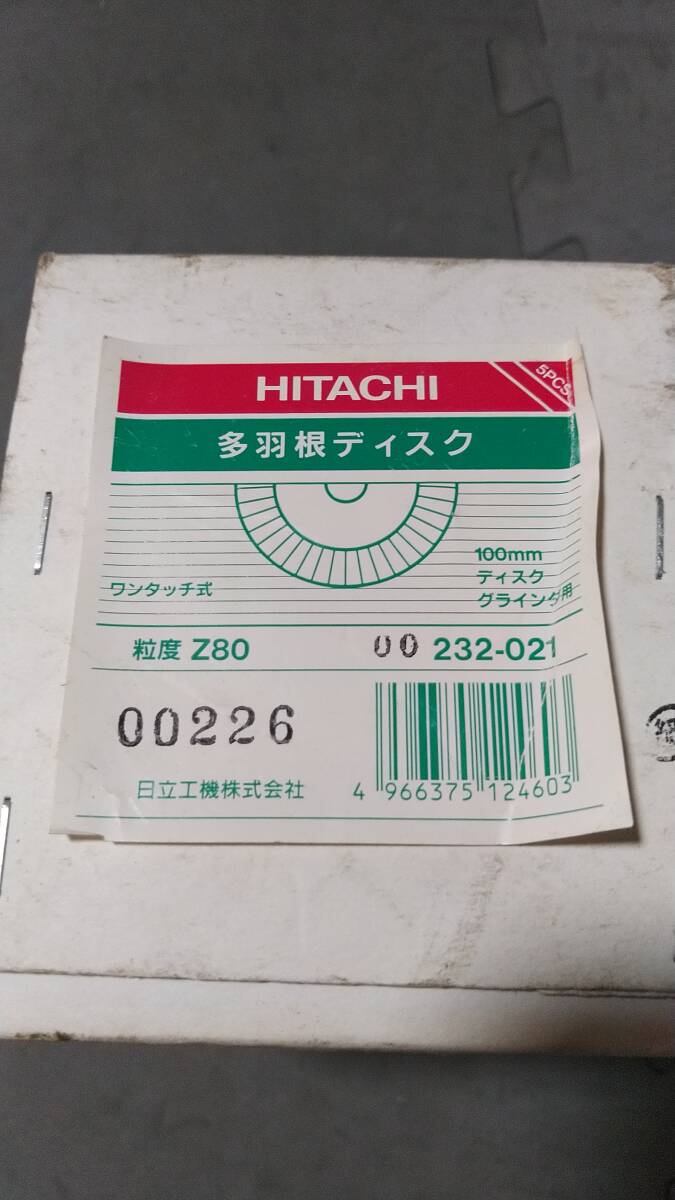 HITACHI
5PCS
多羽根ディスク
ワンタッチ式
100mm
ディスク
グラインダ用
粒度 Z80
00 232-021
00226
日立工機株式会社
4 966375 124603